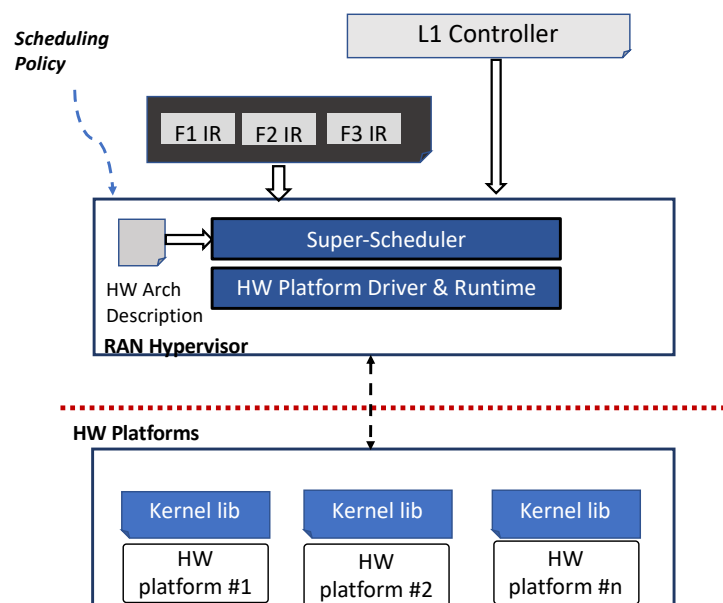 L1 Controller
Scheduling
Policy
F1 IR
F2 IR
F3 IR
Super-Scheduler
HW Platform Driver & Runtime
HW Arch
Description
RAN Hypervisor
HW Platforms
Kernel lib
Kernel lib
Kernel lib
HW
platform #1
HW
platform #2
HW
platform #n